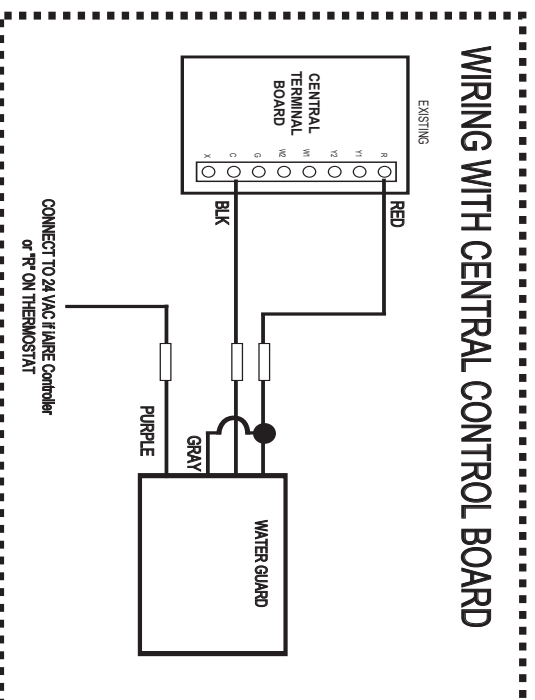 WIRING WITH CENTRAL CONTROL BOARD
EXISTING
CENTRAL
TERMINAL
BOARD
R
Y1
Y2
W1
W2
G
C
X
RED
BLK
PURPLE
GRAY
WATER GUARD
CONNECT TO 24 VAC if iAIRE Controller
or "R" ON THERMOSTAT